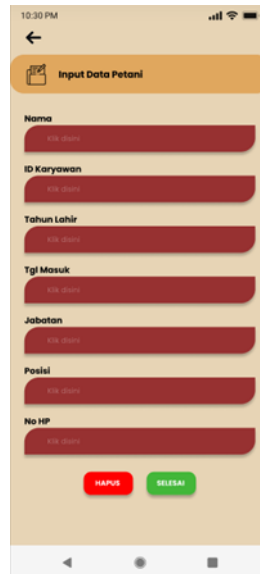 10:30 PM
Input Data Petani
Nama
Klik disini
ID Karyawan
Klik disini
Tahun Lahir
Klik disini
Tgl Masuk
Klik disini
Jabatan
Klik disini
Posisi
Klik disini
No HP
Klik disini
HAPUS
SELESAI